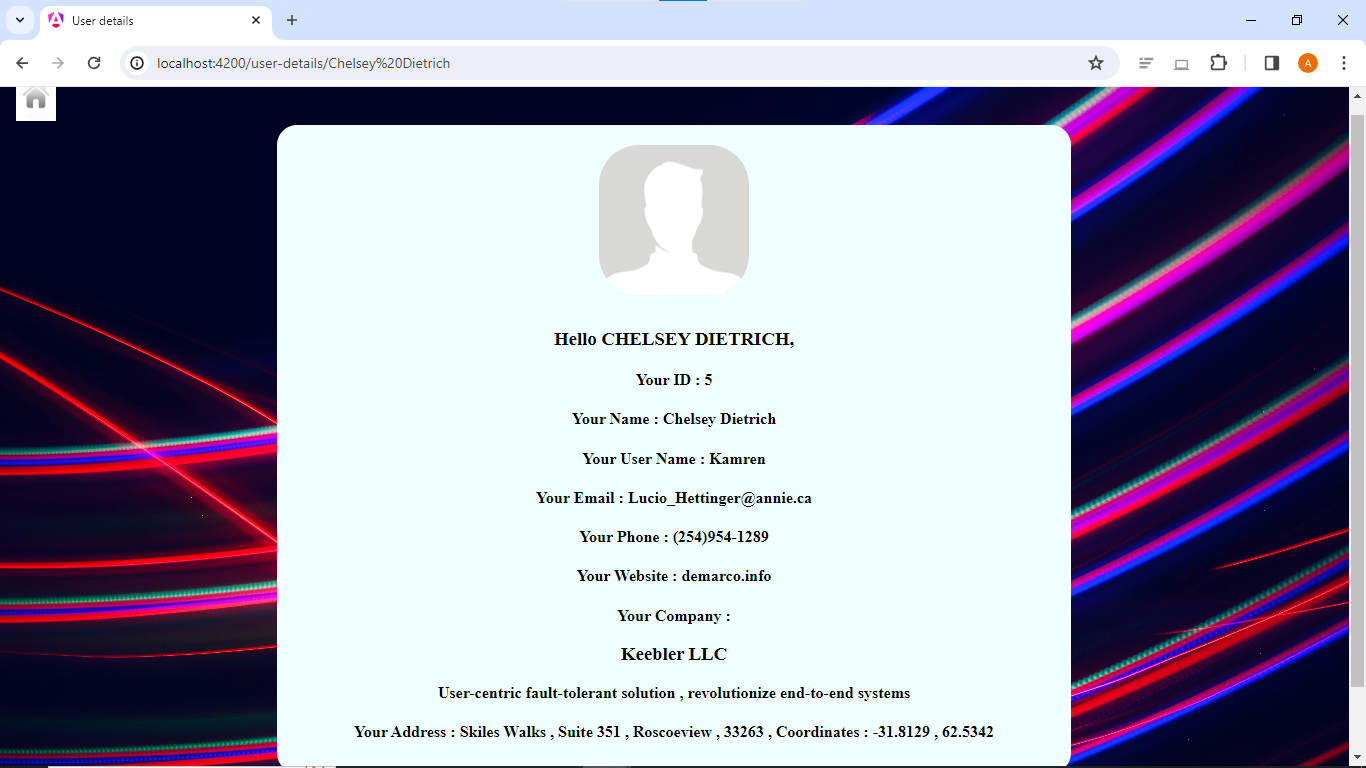 User details
localhost:4200/user-details/Chelsey%20Dietrich
A
Hello CHELSEY DIETRICH,
Your ID : 5
Your Name : Chelsey Dietrich
Your User Name : Kamren
Your Email : Lucio_Hettinger@annie.ca
Your Phone : (254)954-1289
Your Website : demarco.info
Your Company :
Keebler LLC
User-centric fault-tolerant solution , revolutionize end-to-end systems
Your Address : Skiles Walks , Suite 351 , Roscoeview , 33263 , Coordinates : -31.8129 , 62.5342